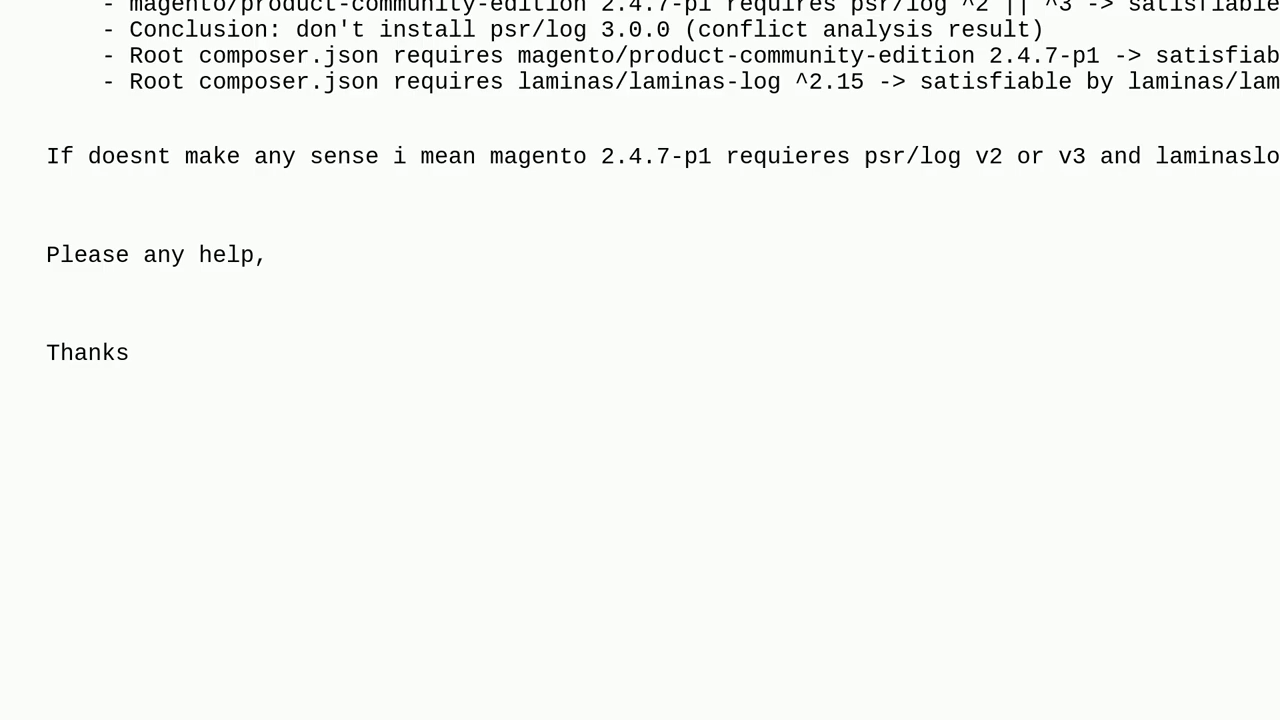 - magento/product-community-edition 2.4.7-p1 requires psr/log ^2 || ^3 -> satisfiable
- Conclusion: don't install psr/log 3.0.0 (conflict analysis result)
- Root composer.json requires magento/product-community-edition 2.4.7-p1 -> satisfiab
- Root composer.json requires laminas/laminas-log ^2.15 -> satisfiable by laminas/lam
If doesnt make any sense i mean magento 2.4.7-p1 requieres psr/log v2 or v3 and laminaslo
Please any help,
Thanks